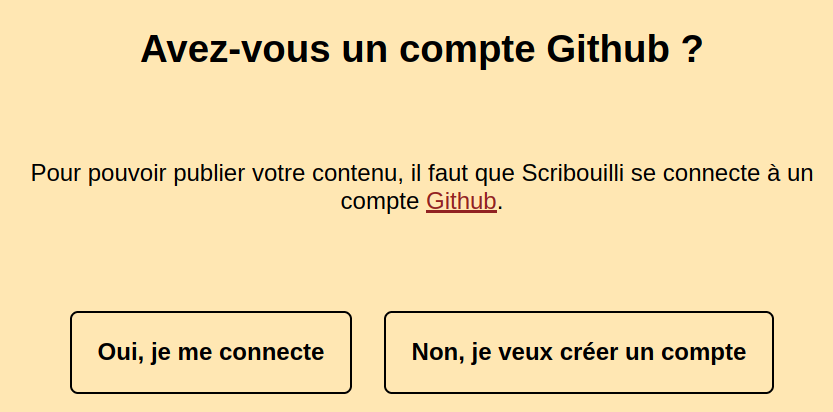 Avez-vous un compte Github ?
Pour pouvoir publier votre contenu, il faut que Scribouilli se connecte à un
compte Github.
Oui, je me connecte
Non, je veux créer un compte